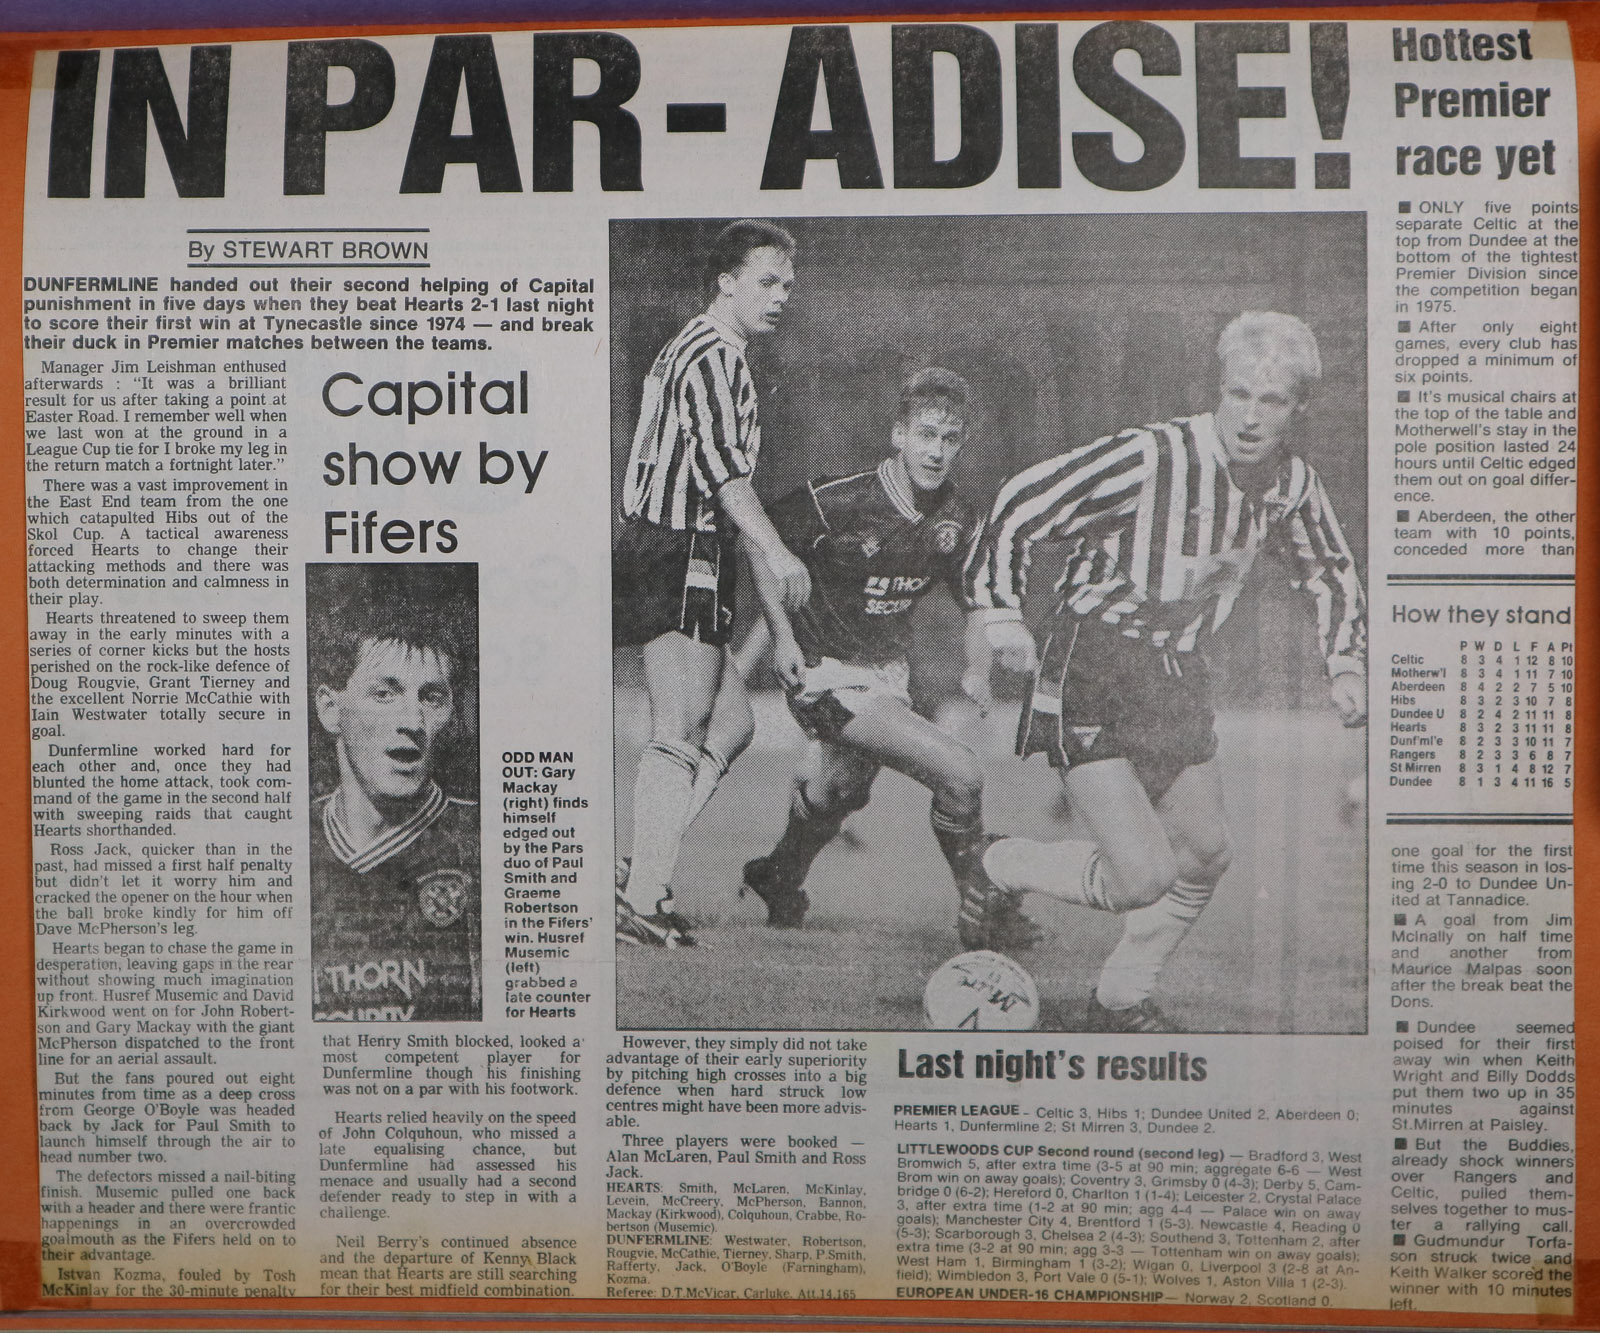 IN PAR-ADISE!
By STEWART BROWN
DUNFERMLINE handed out their second helping of Capital
punishment in five days when they beat Hearts 2-1 last night
to score their first win at Tynecastle since 1974 — and break
their duck in Premier matches between the teams.
Manager Jim Leishman enthused
afterwards : "It was a brilliant
result for us after taking a point at
Easter Road. I remember well when
we last won at the ground in a
League Cup tie for I broke my leg in
the return match a fortnight later."
There was a vast improvement in
the East End team from the one
which catapulted Hibs out of the
Skol Cup. A tactical awareness
forced Hearts to change their
attacking methods and there was
both determination and calmness in
their play.
Hearts threatened to sweep them
away in the early minutes with a
series of corner kicks but the hosts
perished on the rock-like defence of
Doug Rougvie, Grant Tierney and
the excellent Norrie McCathie with
Iain Westwater totally secure in
goal.
Dunfermline worked hard for
each other and, once they had
blunted the home attack, took com-
mand of the game in the second half
with sweeping raids that caught
Hearts shorthanded.
Ross Jack, quicker than in the
past, had missed a first half penalty
but didn't let it worry him and
cracked the opener on the hour when
the ball broke kindly for him off
Dave McPherson's leg.
Hearts began to chase the game in
desperation, leaving gaps in the rear
without showing much imagination
up front. Husref Musemic and David
Kirkwood went on for John Robert-
son and Gary Mackay with the giant
McPherson dispatched to the front
line for an aerial assault.
But the fans poured out eight
minutes from time as a deep cross
from George O'Boyle was headed
back by Jack for Paul Smith to
launch himself through the air to
head number two.
The defectors missed a nail-biting
finish. Musemic pulled one back
with a header and there were frantic
happenings in an overcrowded
goalmouth as the Fifers held on to
their advantage.
Istvan Kozma, fouled by Tosh
McKinlay for the 30-minute penalty
Capital
show by
Fifers
THORN
SECURITY
ODD MAN
OUT: Gary
Mackay
(right) finds
himself
edged out
by the Pars
duo of Paul
Smith and
Graeme
Robertson
in the Fifers'
win. Husref
Musemic
(left)
grabbed a
late counter
for Hearts
that Henry Smith blocked, looked a
most competent player for
Dunfermline though his finishing
was not on a par with his footwork.
Hearts relied heavily on the speed
of John Colquhoun, who missed a
late equalising chance, but
Dunfermline had assessed his
menace and usually had a second
defender ready to step in with a
challenge.
Neil Berry's continued absence
and the departure of Kenny Black
mean that Hearts are still searching
for their best midfield combination.
THOR
SECUR
Mitre
However, they simply did not take
advantage of their early superiority
by pitching high crosses into a big
defence when hard struck low
centres might have been more advis-
able.
Three players were booked —
Alan McLaren, Paul Smith and Ross
Jack.
HEARTS: Smith, McLaren, McKinlay,
Levein, McCreery, McPherson, Bannon,
Mackay (Kirkwood), Colquhoun, Crabbe, Ro-
bertson (Musemic).
DUNFERMLINE: Westwater, Robertson,
Rougvie, McCathie, Tierney, Sharp, P.Smith,
Rafferty, Jack, O'Boyle (Farningham),
Kozma.
Referee: D.T.McVicar, Carluke. Att.14,165
Last night's results
PREMIER LEAGUE – Celtic 3, Hibs 1; Dundee United 2, Aberdeen 0;
Hearts 1, Dunfermline 2; St Mirren 3, Dundee 2.
LITTLEWOODS CUP Second round (second leg) — Bradford 3, West
Bromwich 5, after extra time (3-5 at 90 min; aggregate 6-6 — West
Brom win on away goals); Coventry 3, Grimsby 0 (4-3); Derby 5, Cam-
bridge 0 (6-2); Hereford 0, Charlton 1 (1-4); Leicester 2, Crystal Palace
3, after extra time (1-2 at 90 min; agg 4-4 — Palace win on away
goals); Manchester City 4, Brentford 1 (5-3). Newcastle 4, Reading 0
(5-3); Scarborough 3, Chelsea 2 (4-3); Southend 3, Tottenham 2, after
extra time (3-2 at 90 min; agg 3-3 — Tottenham win on away goals);
West Ham 1, Birmingham 1 (3-2); Wigan 0, Liverpool 3 (2-8 at An-
field); Wimbledon 3, Port Vale 0 (5-1); Wolves 1, Aston Villa 1 (2-3).
EUROPEAN UNDER-16 CHAMPIONSHIP — Norway 2, Scotland 0.
Hottest
Premier
race yet
■ ONLY five points
separate Celtic at the
top from Dundee at the
bottom of the tightest
Premier Division since
the competition began
in 1975.
■ After only eight
games, every club has
dropped a minimum of
six points.
■ It's musical chairs at
the top of the table and
Motherwell's stay in the
pole position lasted 24
hours until Celtic edged
them out on goal differ-
ence.
■ Aberdeen, the other
team with 10 points,
conceded more than
How they stand
P W D L F A Pt
Celtic 8 3 4 1 12 8 10
Motherw'l 8 3 4 1 11 7 10
Aberdeen 8 4 2 2 7 5 10
Hibs 8 3 2 3 10 7 8
Dundee U 8 2 4 2 11 11 8
Hearts 8 3 2 3 11 11 8
Dunf'ml'e 8 2 3 3 10 11 7
Rangers 8 2 3 3 6 8 7
St Mirren 8 3 1 4 8 12 7
Dundee 8 1 3 4 11 16 5
one goal for the first
time this season in los-
ing 2-0 to Dundee Un-
ited at Tannadice.
■ A goal from Jim
McInally on half time
and another from
Maurice Malpas soon
after the break beat the
Dons.
■ Dundee seemed
poised for their first
away win when Keith
Wright and Billy Dodds
put them two up in 35
minutes against
St.Mirren at Paisley.
■ But the Buddies,
already shock winners
over Rangers and
Celtic, pulled them-
selves together to mus-
ter a rallying call.
■ Gudmundur Torfa-
son struck twice and
Keith Walker scored the
winner with 10 minutes
left.